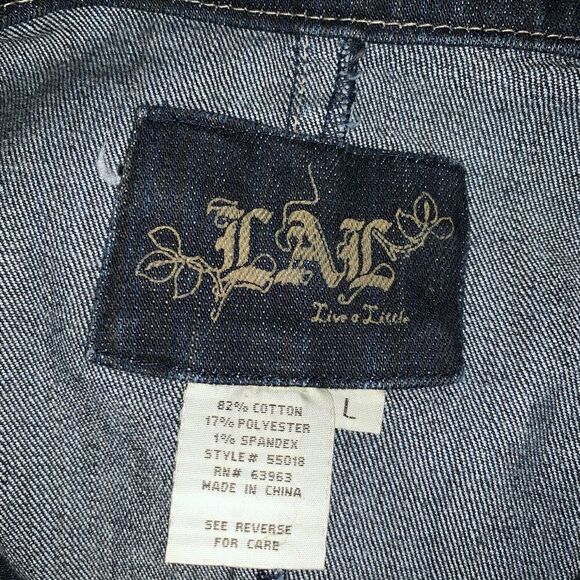 LAL
Live a Little
L
82% COTTON
17% POLYESTER
1% SPANDEX
STYLE# 55018
RN# 63963
MADE IN CHINA
SEE REVERSE
FOR CARE